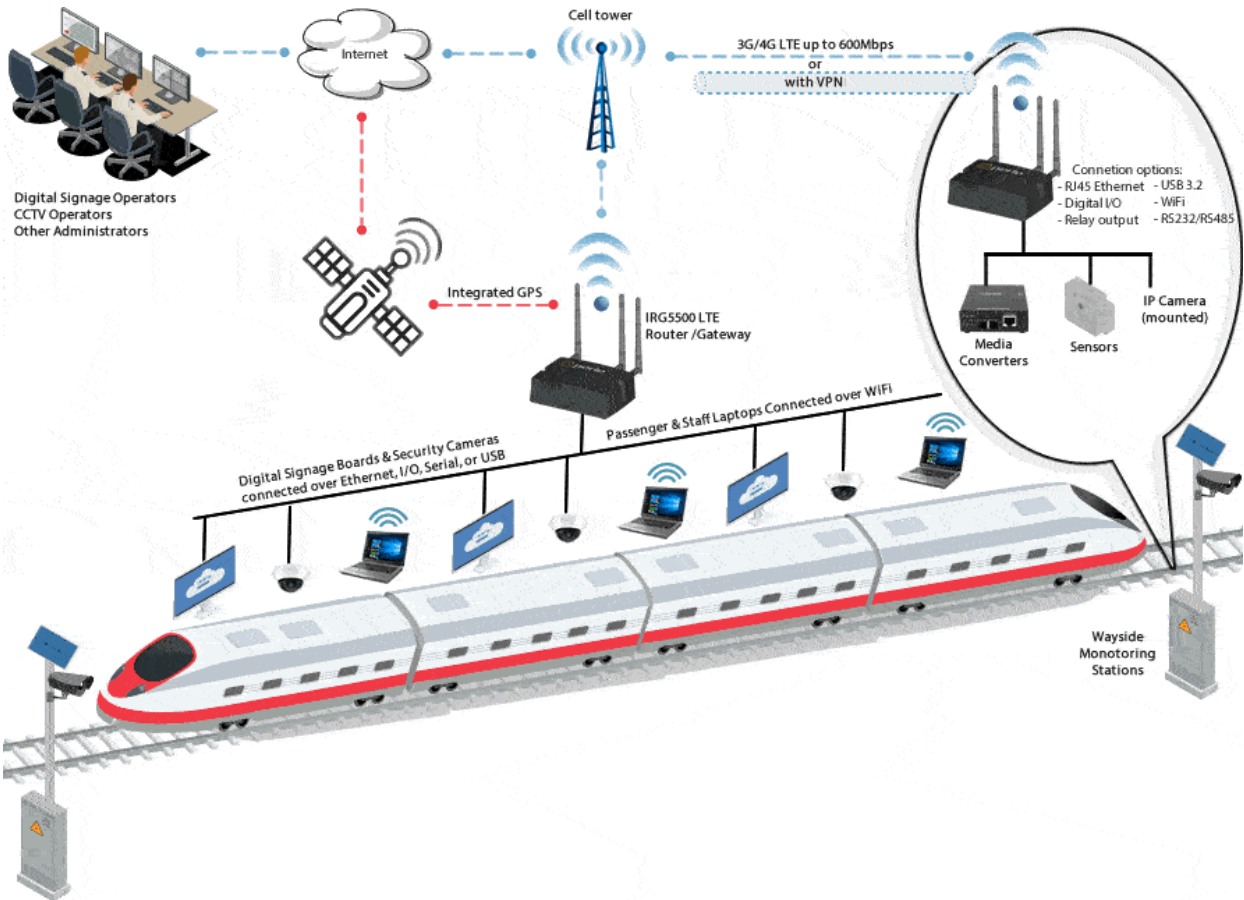 Cell tower
Internet
3G/4G LTE up to 600Mbps
or
with VPN
Connetion options:
- RJ45 Ethernet - USB 3.2
- Digital I/O - WiFi
- Relay output - RS232/RS485
Digital Signage Operators
CCTV Operators
Other Administrators
Integrated GPS
IRG5500 LTE
Router /Gateway
IP Camera
(mounted)
Media
Converters
Sensors
Passenger & Staff Laptops Connected over WiFi
Digital Signage Boards & Security Cameras
connected over Ethernet, I/O, Serial, or USB
Wayside
Monotoring
Stations